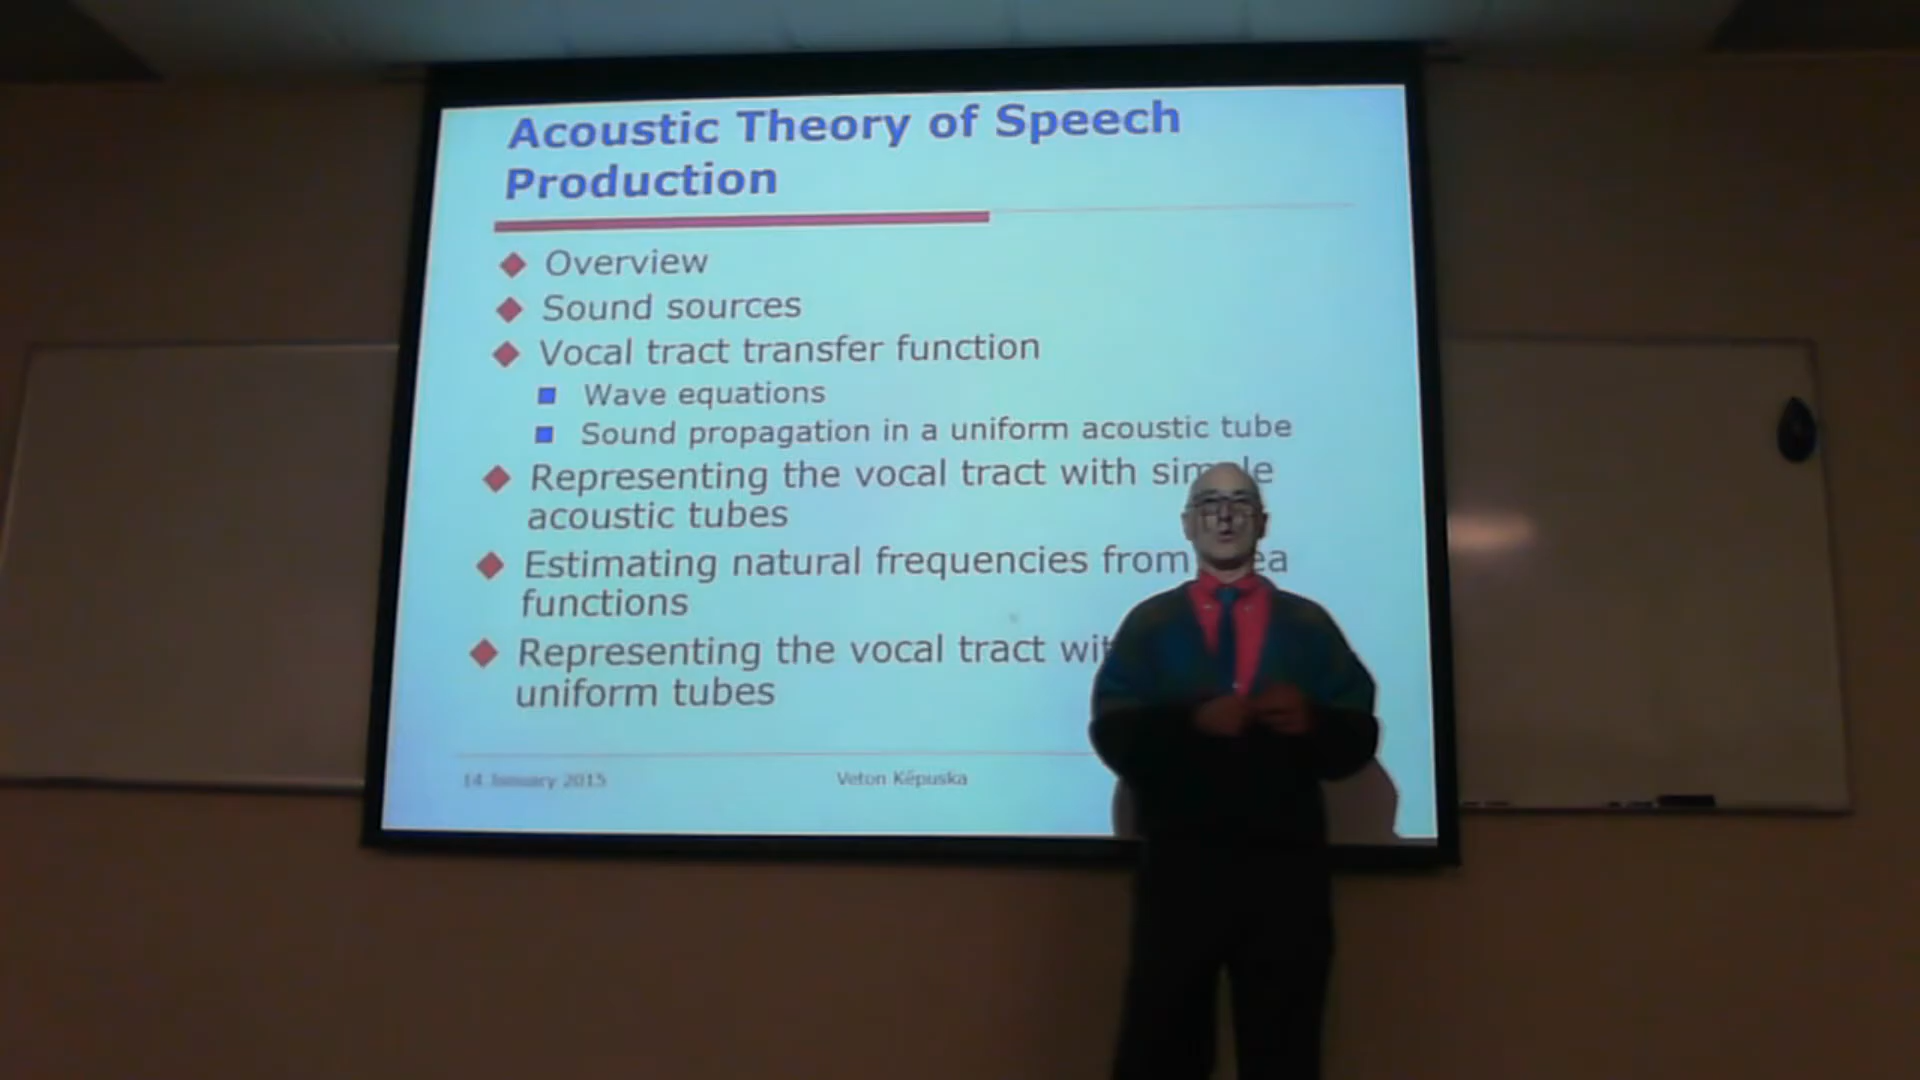 Acoustic Theory of Speech
Production
Overview
Sound sources
Vocal tract transfer function
Wave equations
Sound propagation in a uniform acoustic tube
Representing the vocal tract with
acoustic tubes
Estimating natural frequencies from
functions
Representing the vocal tract
uniform tubes
14 January 2015
Veton Këpuska